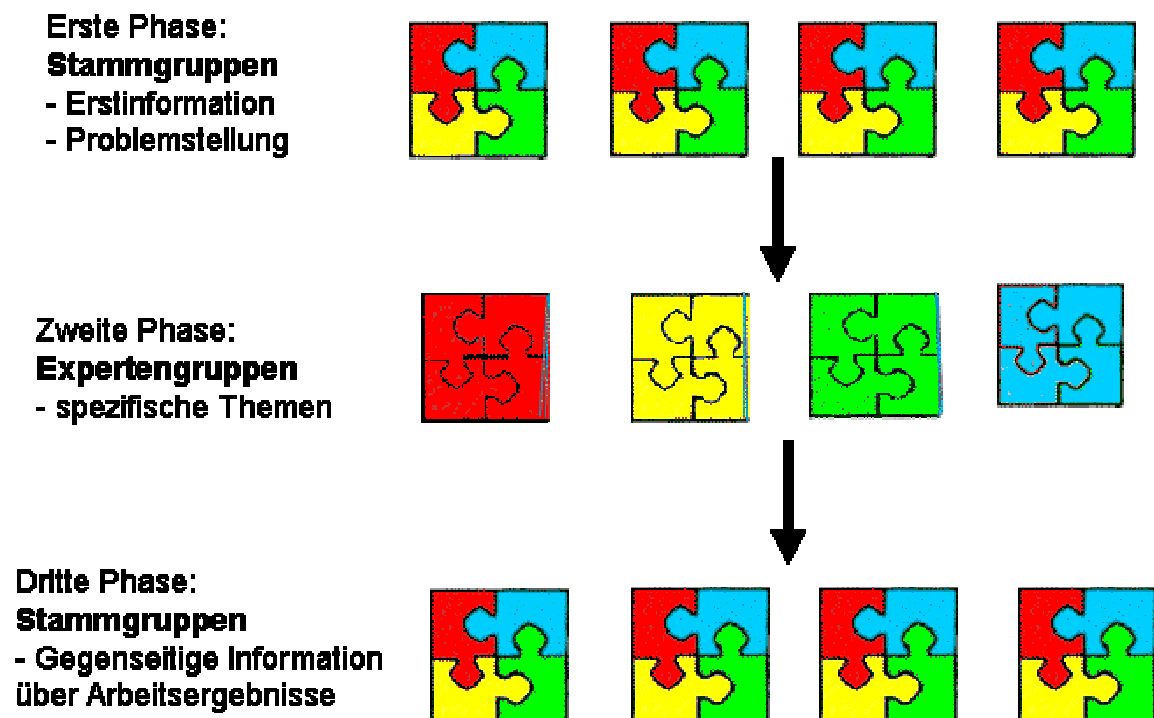 Erste Phase:
Stammgruppen
- Erstinformation
- Problemstellung
Zweite Phase:
Expertengruppen
- spezifische Themen
Dritte Phase:
Stammgruppen
- Gegenseitige Information
über Arbeitsergebnisse